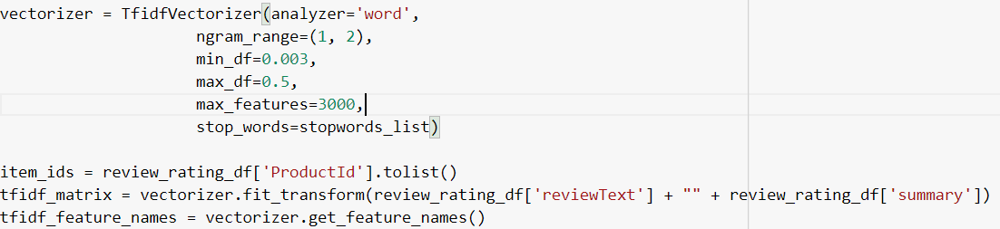 vectorizer = TfidfVectorizer(analyzer='word',
ngram_range=(1, 2),
min_df=0.003,
max_df=0.5,
max_features=3000,
stop_words=stopwords_list)
item_ids = review_rating_df['ProductId'].tolist()
tfidf_matrix = vectorizer.fit_transform(review_rating_df['reviewText'] + "" + review_rating_df['summary'])
tfidf_feature_names = vectorizer.get_feature_names()